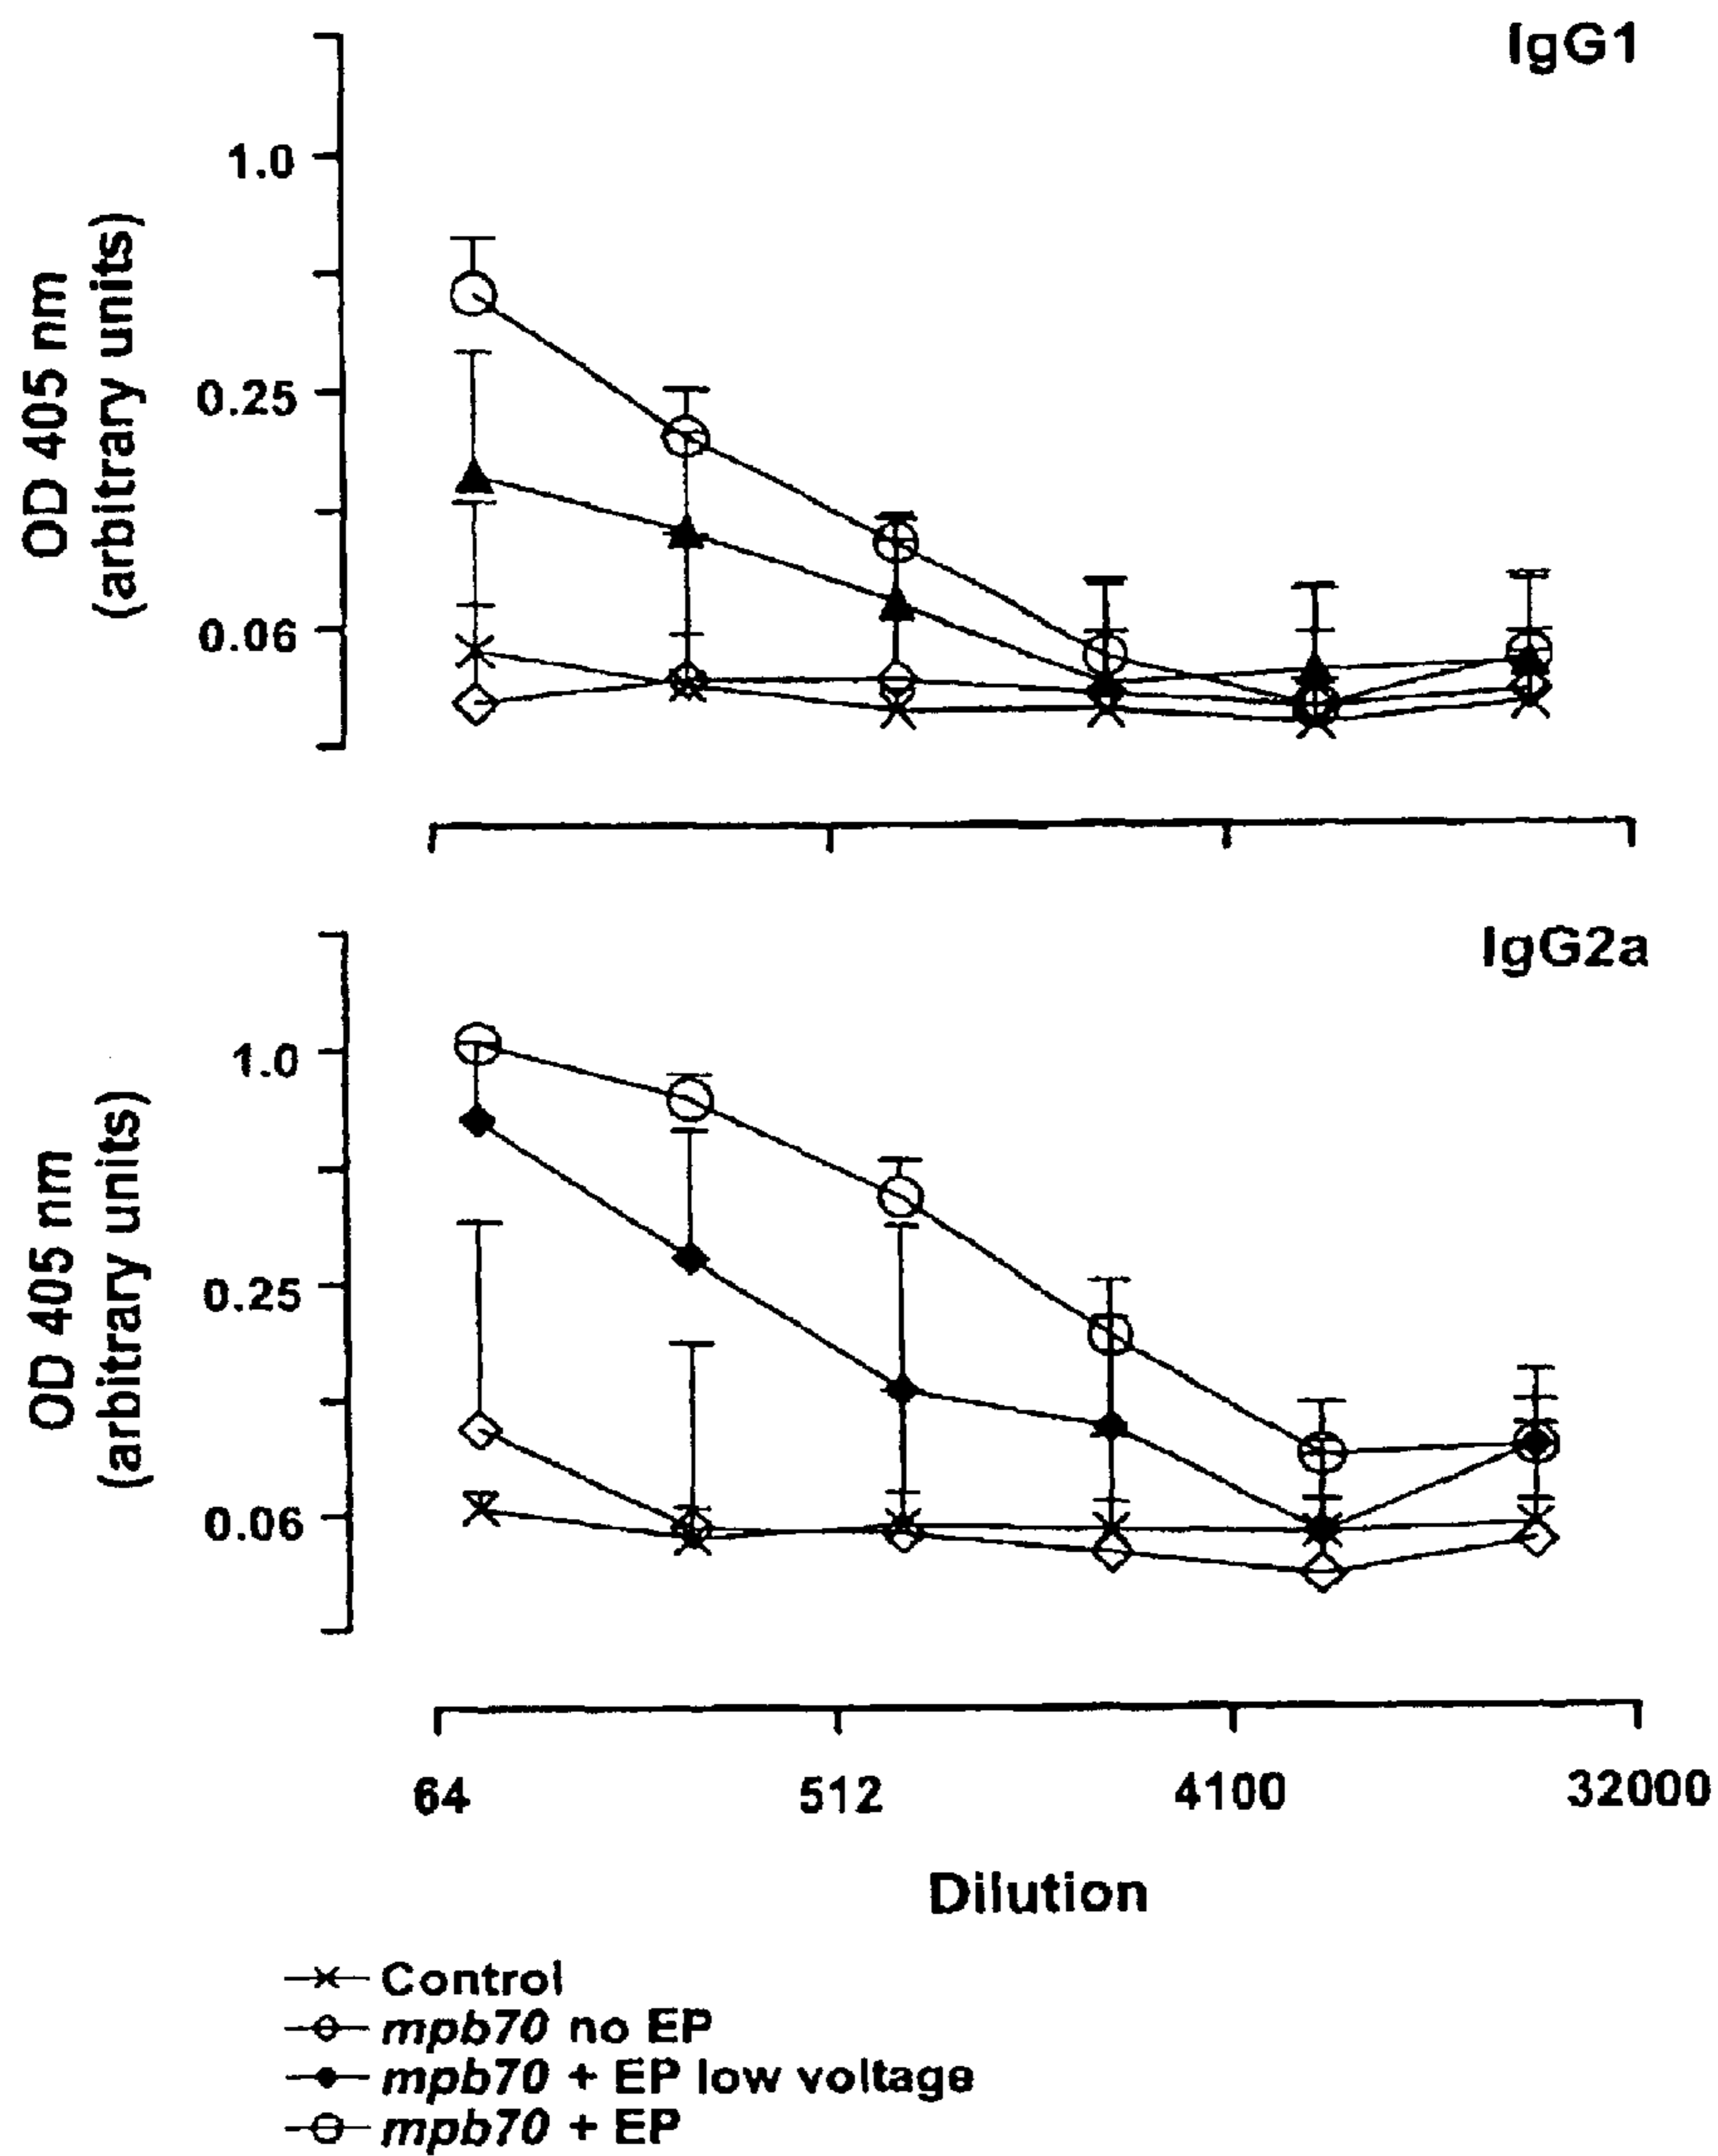 IgG1
1.0
0.25
0.06
OD 405 nm
(arbitrary units)
IgG2a
1.0
0.25
0.06
OD 405 nm
(arbitrary units)
64 512 4100 32000
Dilution
Control
mpb70 no EP
mpb70 + EP low voltage
mpb70 + EP